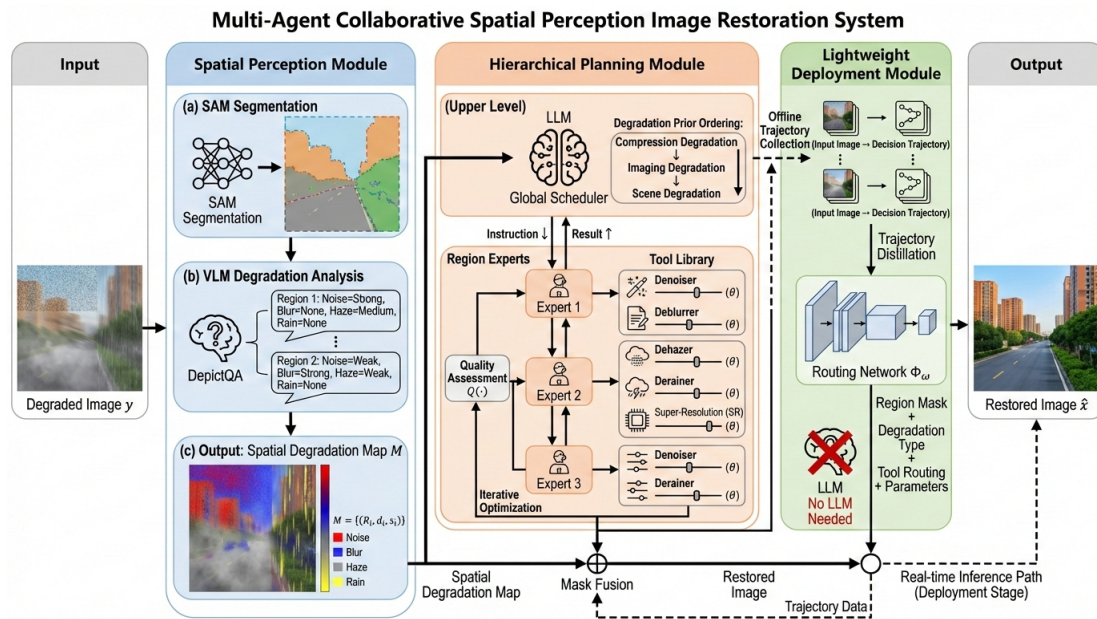 Multi-Agent Collaborative Spatial Perception Image Restoration System
Input
Degraded Image y
Spatial Perception Module
(a) SAM Segmentation
SAM
Segmentation
(b) VLM Degradation Analysis
DepictQA
Region 1: Noise=Strong,
Blur=None, Haze=Medium,
Rain=None
⋮
Region 2: Noise=Weak,
Blur=Strong, Haze=Weak,
Rain=None
(c) Output: Spatial Degradation Map M
M = {(R_i, d_i, s_i)}
Noise
Blur
Haze
Rain
Hierarchical Planning Module
(Upper Level)
LLM
Global Scheduler
Degradation Prior Ordering:
Compression Degradation
↓
Imaging Degradation
↓
Scene Degradation
Instruction ↓
Result ↑
Region Experts
Expert 1
Expert 2
Expert 3
Quality
Assessment
Q(·)
Iterative
Optimization
Tool Library
Denoiser
(θ)
Deblurrer
(θ)
Dehazer
(θ)
Derainer
(θ)
Super-Resolution (SR)
(θ)
Denoiser
(θ)
Derainer
(θ)
Offline
Trajectory
Collection
Lightweight
Deployment Module
(Input Image → Decision Trajectory)
⋮ ⋮
(Input Image → Decision Trajectory)
Trajectory
Distillation
Routing Network Φ_ω
LLM
No LLM
Needed
Region Mask
+
Degradation
Type
+
Tool Routing
+ Parameters
Output
Restored Image x̂
Spatial
Degradation Map
Mask Fusion
Restored
Image
Trajectory Data
Real-time Inference Path
(Deployment Stage)